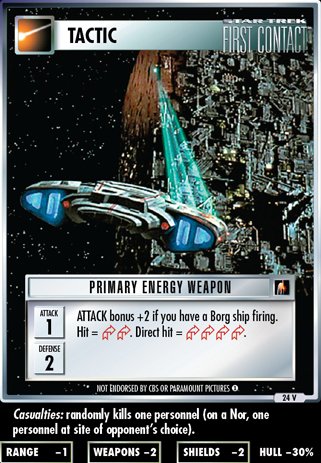 TACTIC
STAR TREK
FIRST CONTACT
PRIMARY ENERGY WEAPON
ATTACK
1
DEFENSE
2
ATTACK bonus +2 if you have a Borg ship firing.
Hit = . Direct hit = .
* NOT ENDORSED BY CBS OR PARAMOUNT PICTURES
24 V
Casualties: randomly kills one personnel (on a Nor, one
personnel at site of opponent's choice).
RANGE –1 WEAPONS –2 SHIELDS –2 HULL –30%